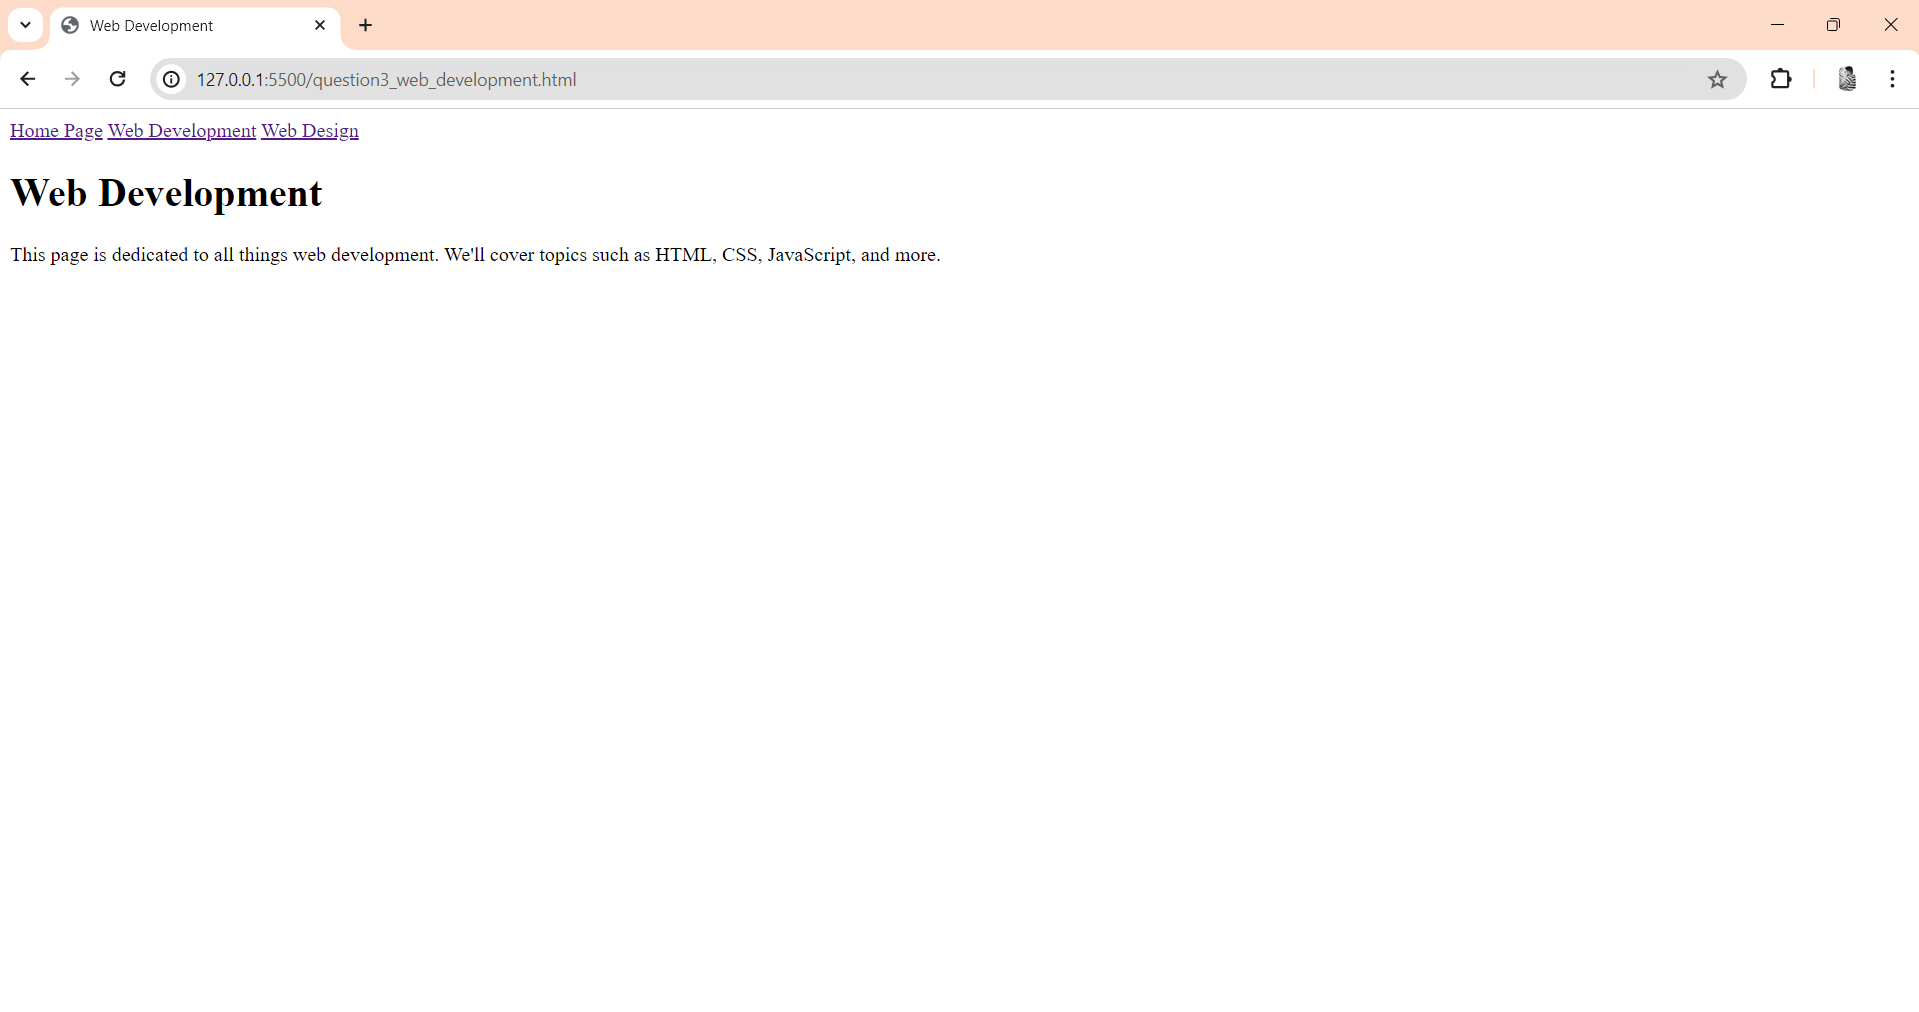 Web Development
127.0.0.1:5500/question3_web_development.html
Home Page Web Development Web Design
Web Development
This page is dedicated to all things web development. We'll cover topics such as HTML, CSS, JavaScript, and more.